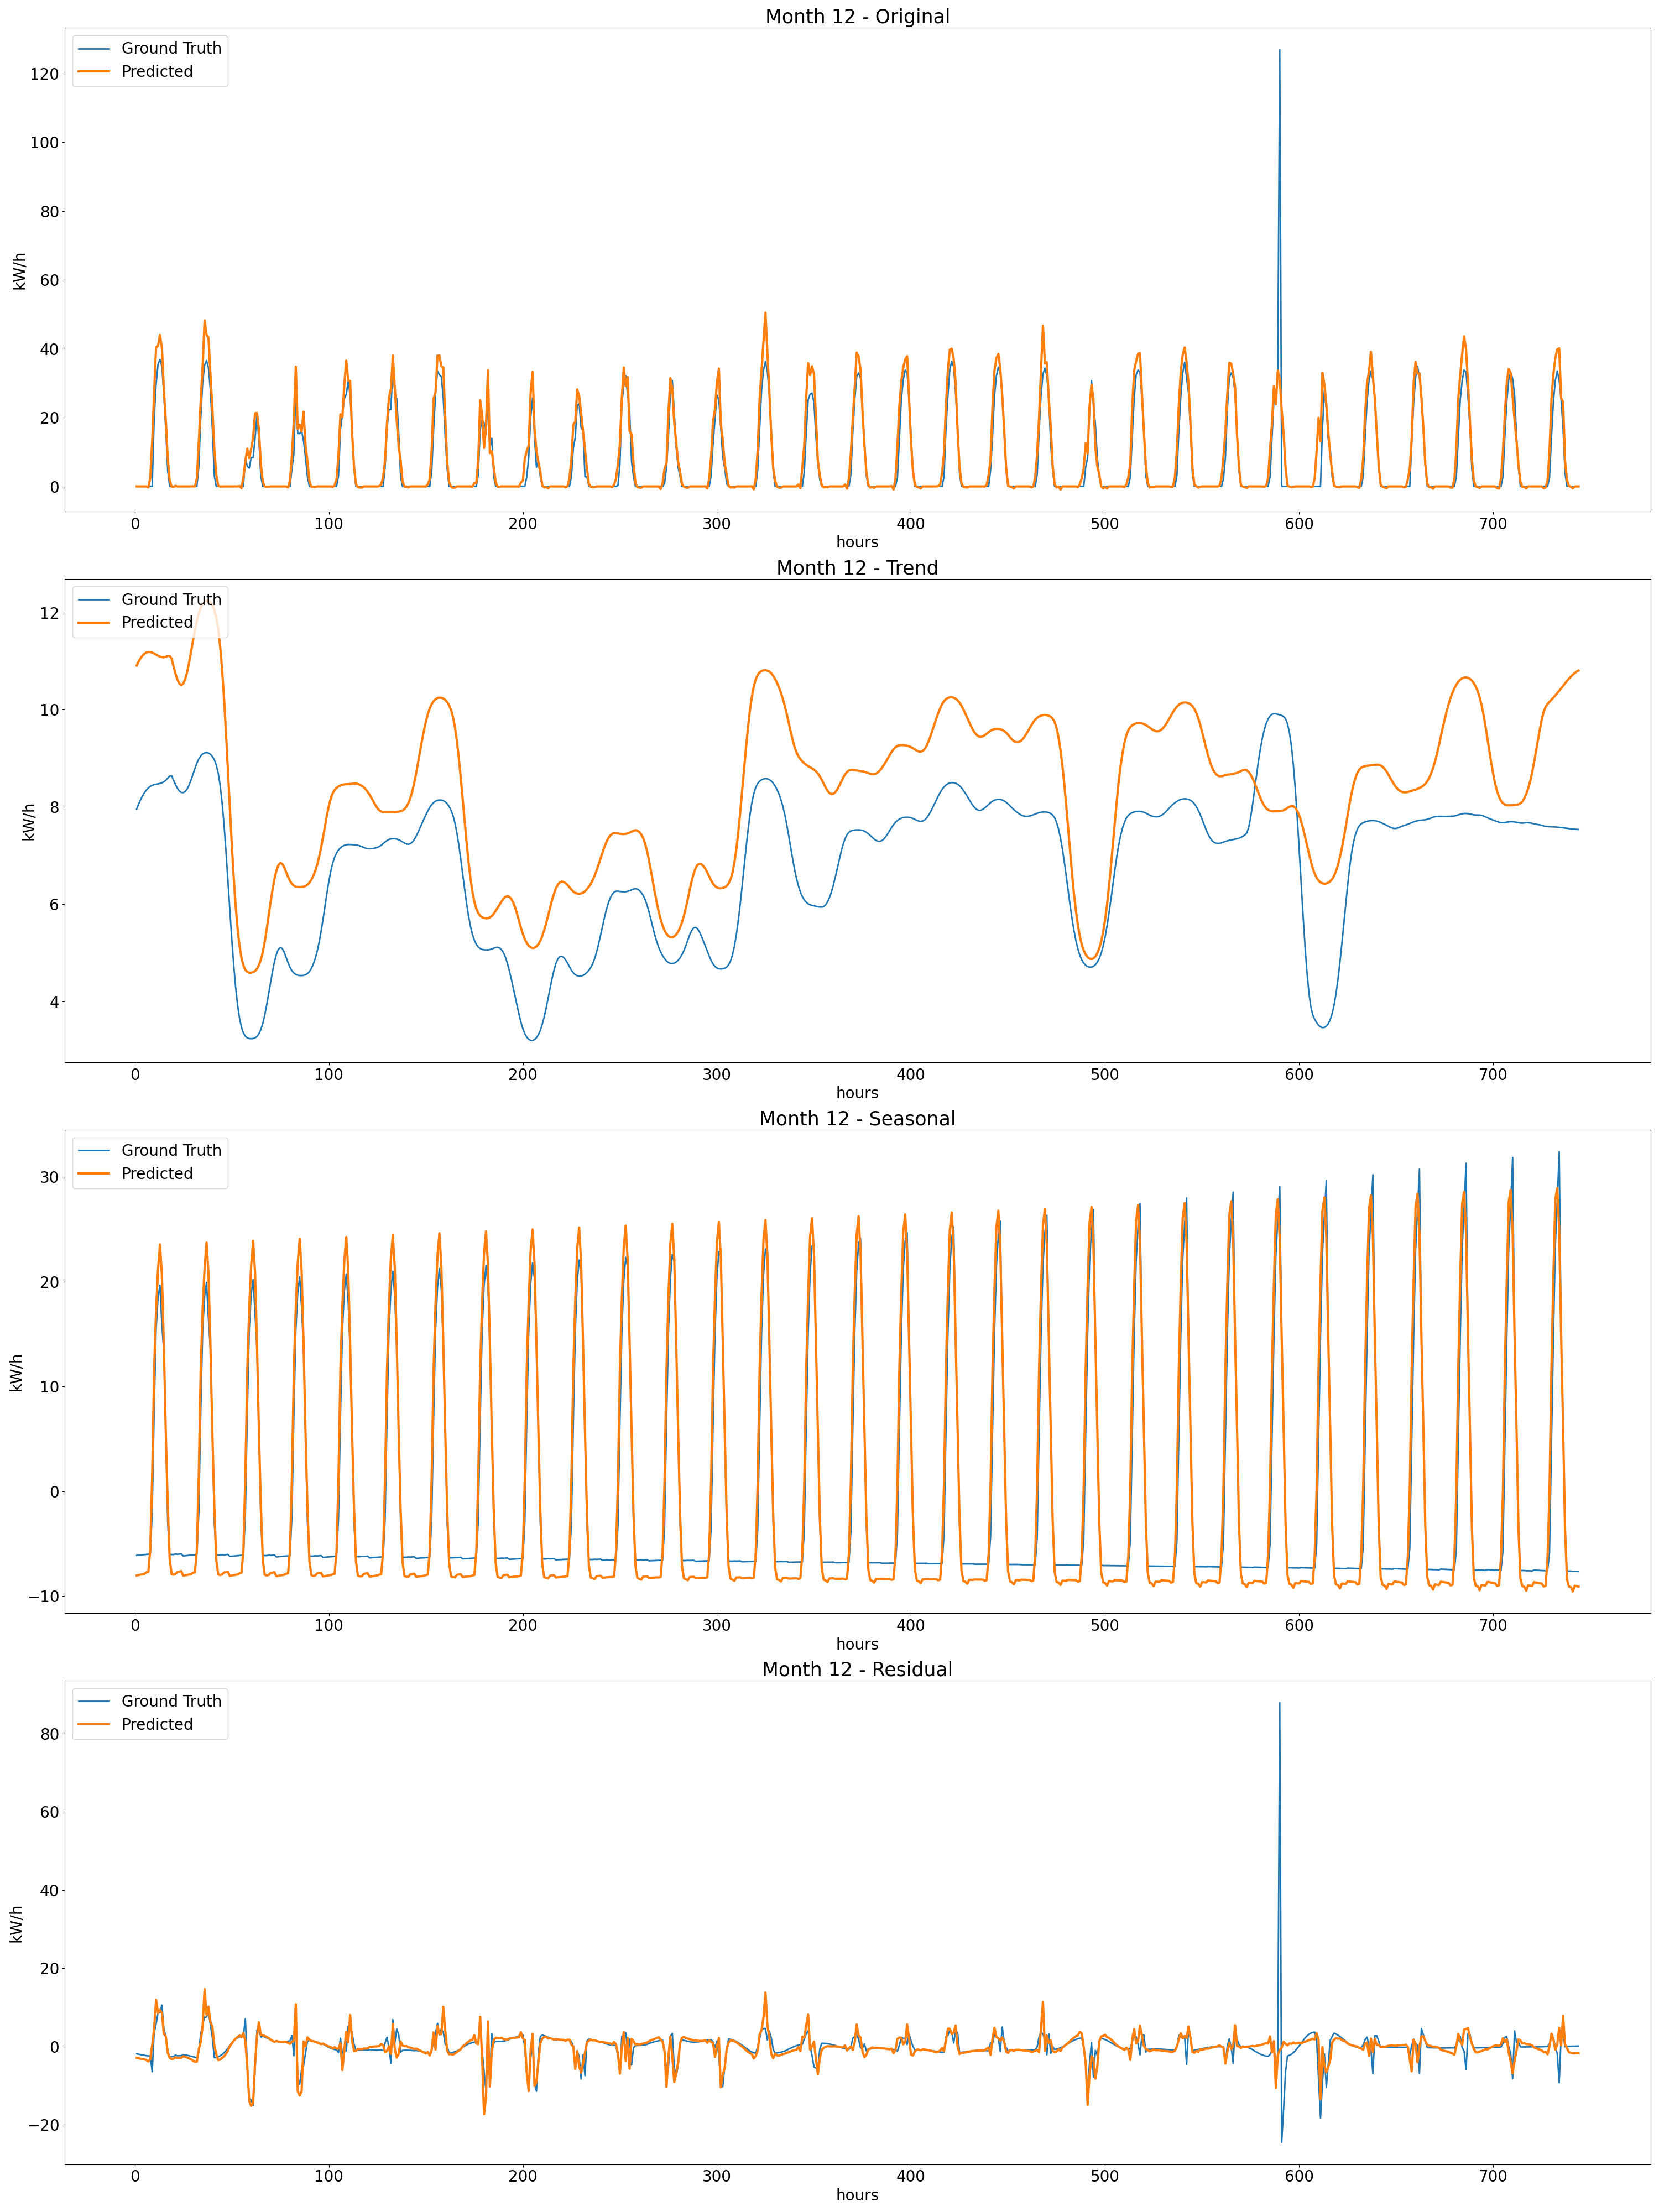 Month 12 - Original
Ground Truth
Predicted
120
100
80
60
40
20
0
kW/h
0 100 200 300 400 500 600 700
hours
Month 12 - Trend
Ground Truth
Predicted
12
10
8
6
4
kW/h
0 100 200 300 400 500 600 700
hours
Month 12 - Seasonal
Ground Truth
Predicted
30
20
10
0
−10
kW/h
0 100 200 300 400 500 600 700
hours
Month 12 - Residual
Ground Truth
Predicted
80
60
40
20
0
−20
kW/h
0 100 200 300 400 500 600 700
hours